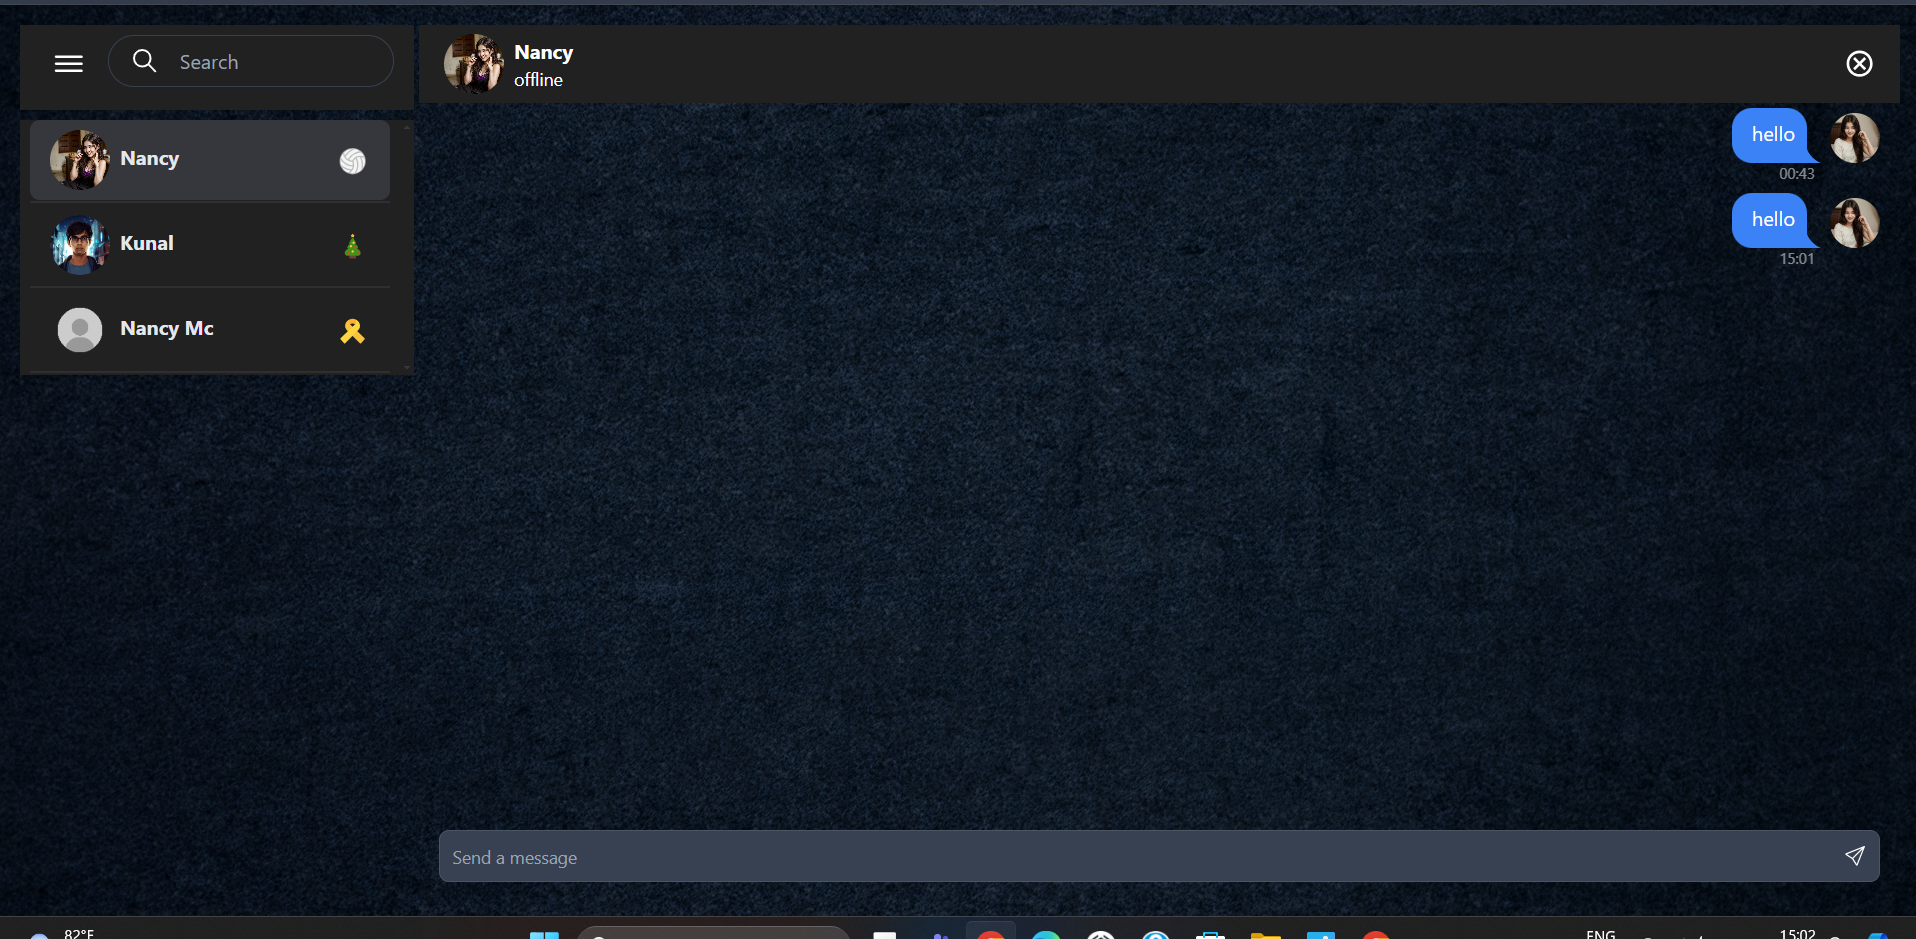 Search
Nancy
Kunal
Nancy Mc
Nancy
offline
hello
00:43
hello
15:01
Send a message
82°F
ENG
15:02